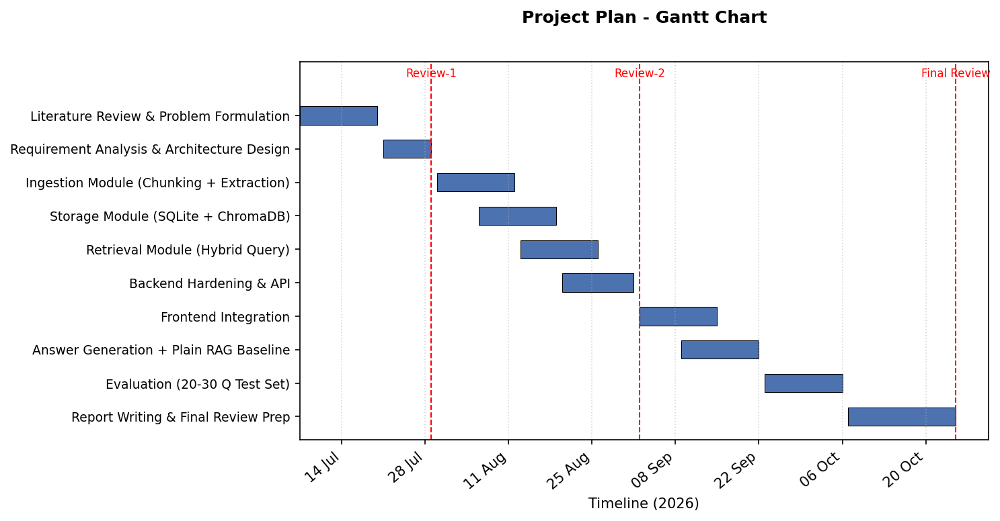 Project Plan - Gantt Chart
Review-1
Review-2
Final Review
Literature Review & Problem Formulation
Requirement Analysis & Architecture Design
Ingestion Module (Chunking + Extraction)
Storage Module (SQLite + ChromaDB)
Retrieval Module (Hybrid Query)
Backend Hardening & API
Frontend Integration
Answer Generation + Plain RAG Baseline
Evaluation (20-30 Q Test Set)
Report Writing & Final Review Prep
14 Jul
28 Jul
11 Aug
25 Aug
08 Sep
22 Sep
06 Oct
20 Oct
Timeline (2026)